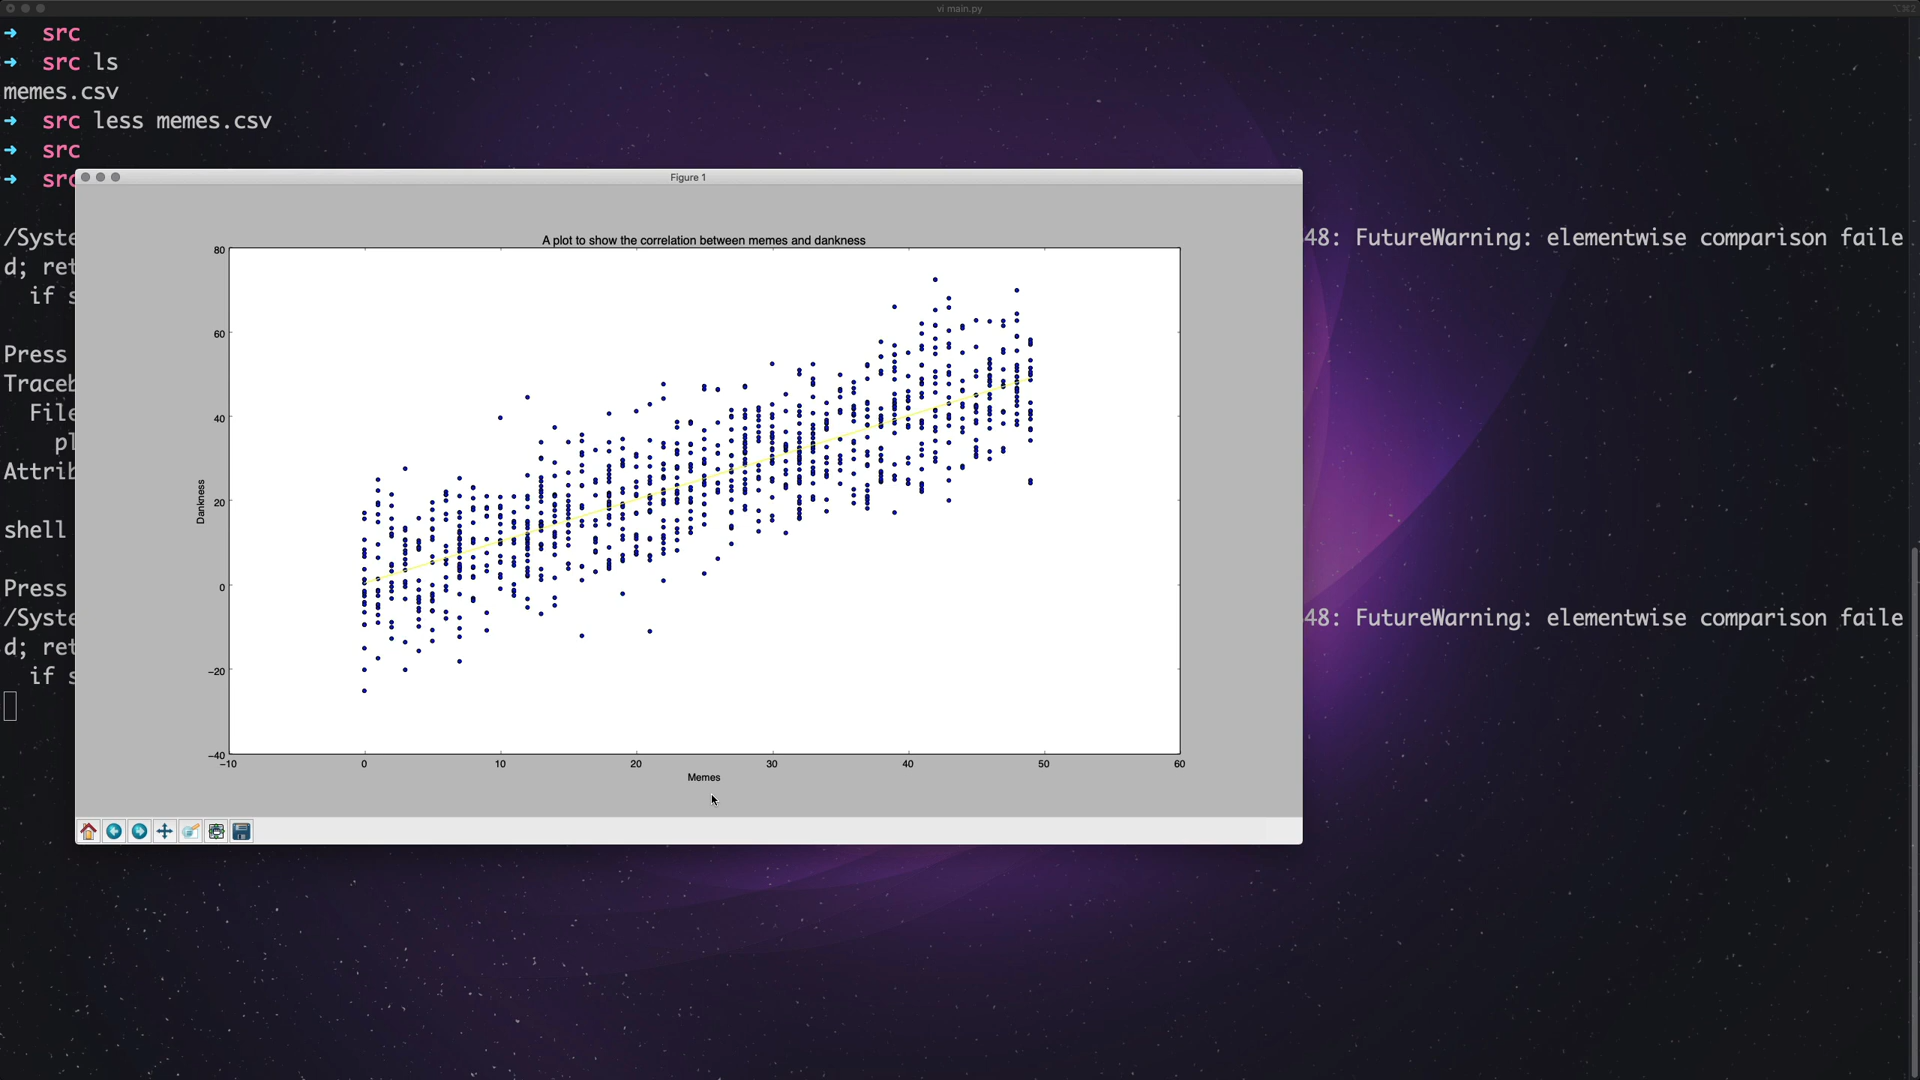 vi main.py
⌥⌘2
➜ src
➜ src ls
memes.csv
➜ src less memes.csv
➜ src
➜ src
/Syste
48: FutureWarning: elementwise comparison faile
d; ret
if s
Press
Traceb
File
pl
Attrib
shell
Press
/Syste
48: FutureWarning: elementwise comparison faile
d; ret
if s
Figure 1
A plot to show the correlation between memes and dankness
80
60
40
20
0
−20
−40
Dankness
−10 0 10 20 30 40 50 60
Memes